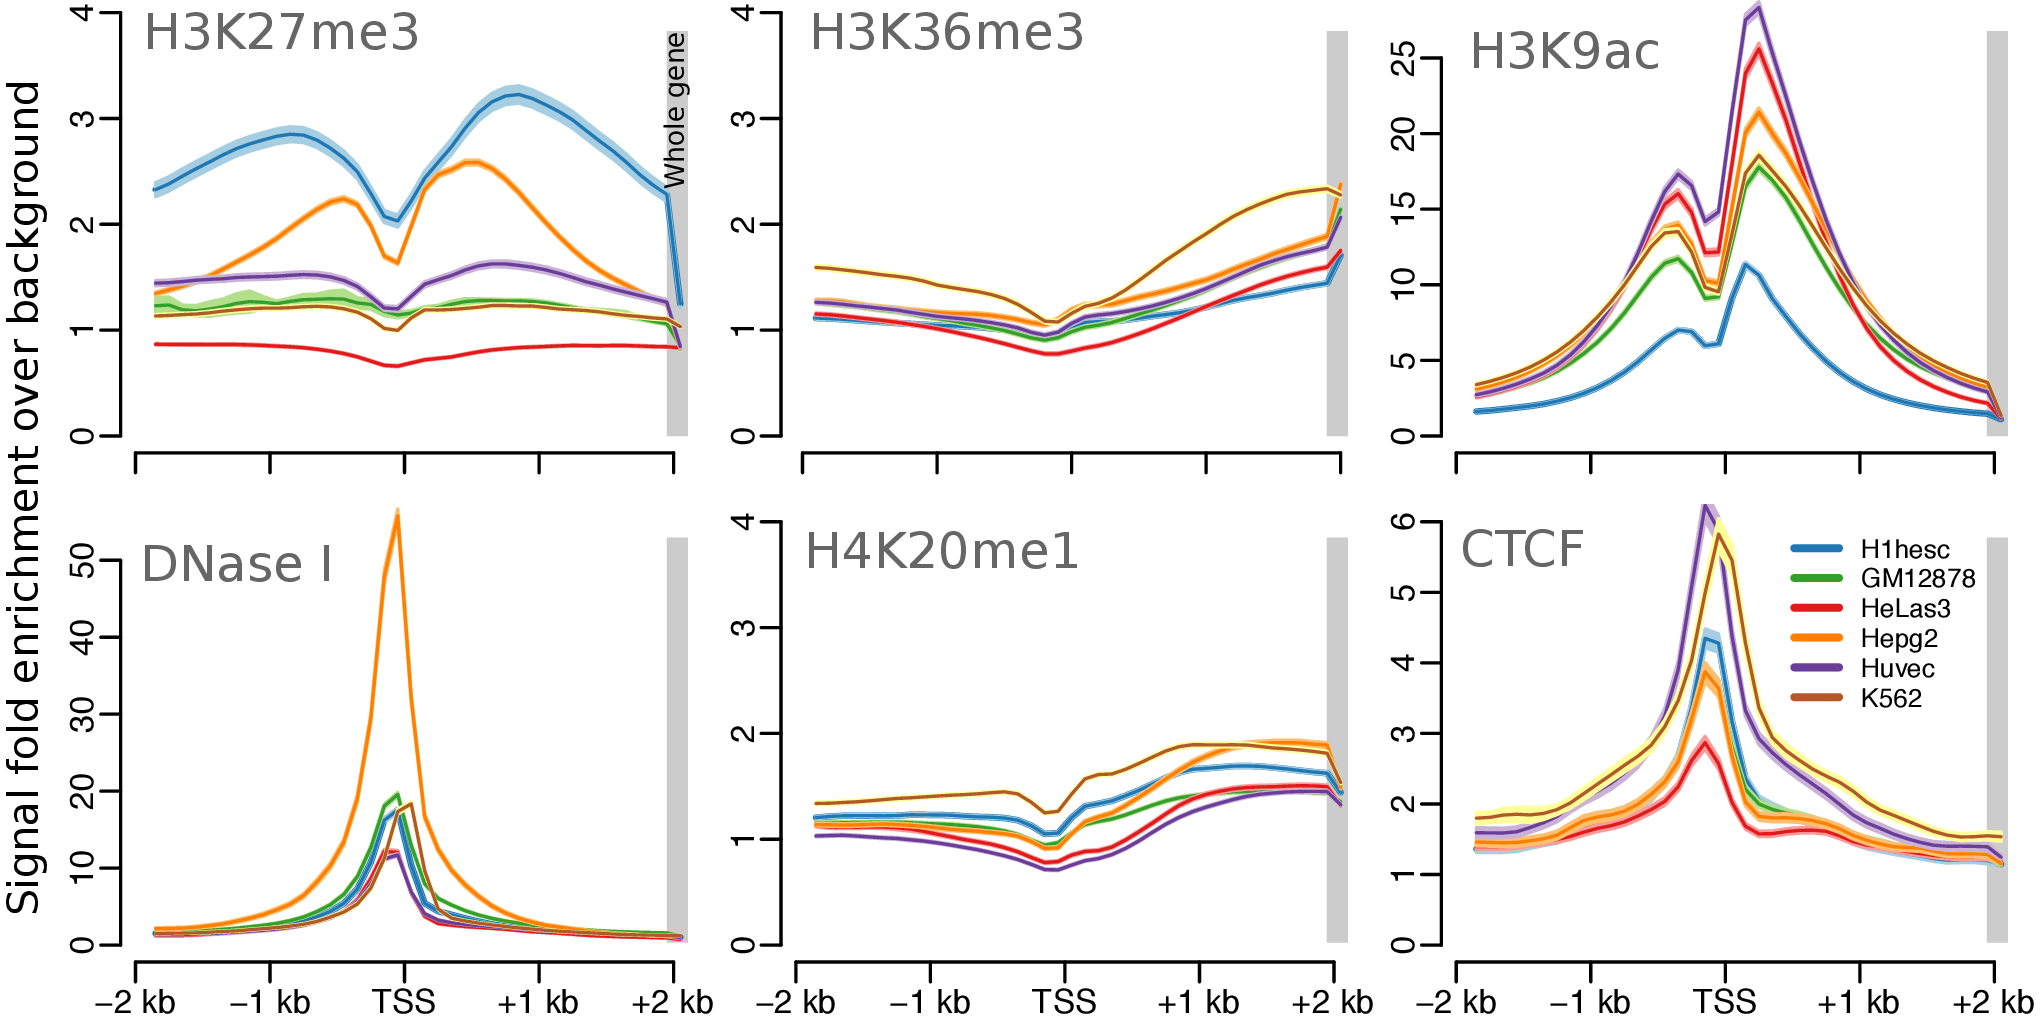 Signal fold enrichment over background
H3K27me3
4
3
2
1
0
Whole gene
H3K36me3
4
3
2
1
0
H3K9ac
25
20
15
10
5
0
DNase I
50
40
30
20
10
0
−2 kb −1 kb TSS +1 kb +2 kb
H4K20me1
4
3
2
1
0
−2 kb −1 kb TSS +1 kb +2 kb
CTCF
6
5
4
3
2
1
0
H1hesc
GM12878
HeLas3
Hepg2
Huvec
K562
−2 kb −1 kb TSS +1 kb +2 kb